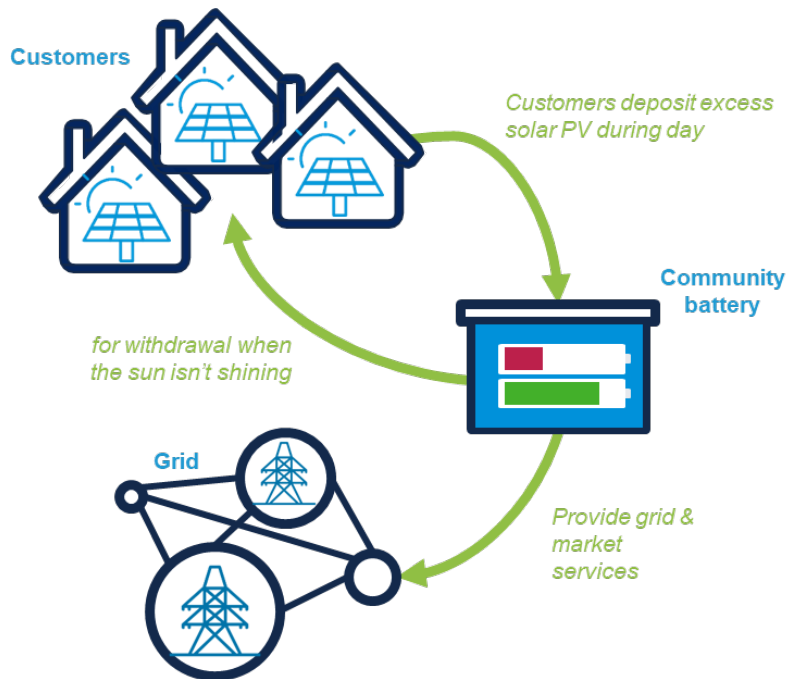 Customers
Customers deposit excess
solar PV during day
Community
battery
for withdrawal when
the sun isn't shining
Grid
Provide grid &
market
services